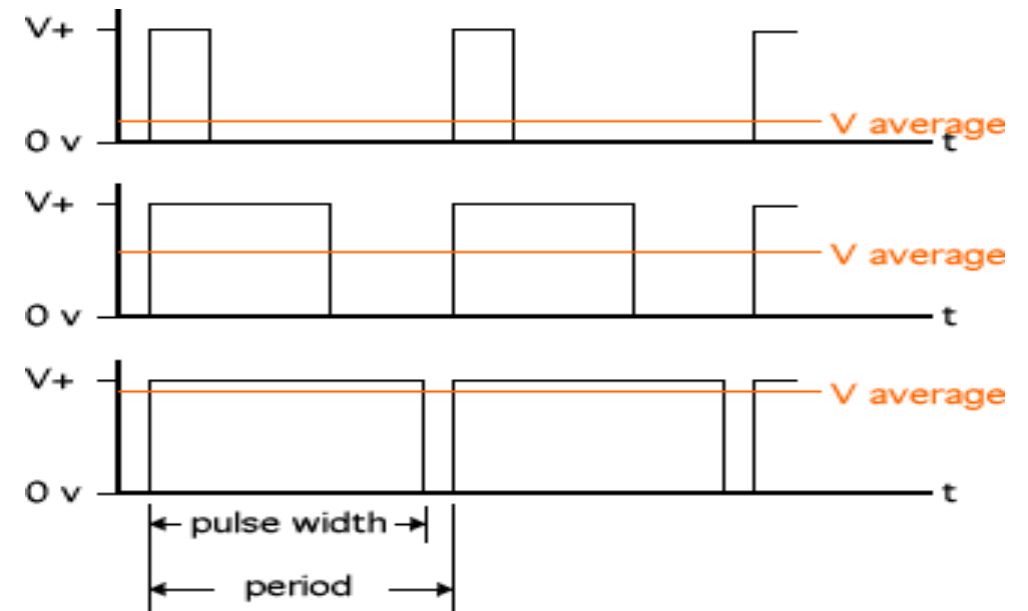 V+
V average
0 v
t
V+
V average
0 v
t
V+
V average
0 v
t
pulse width
period